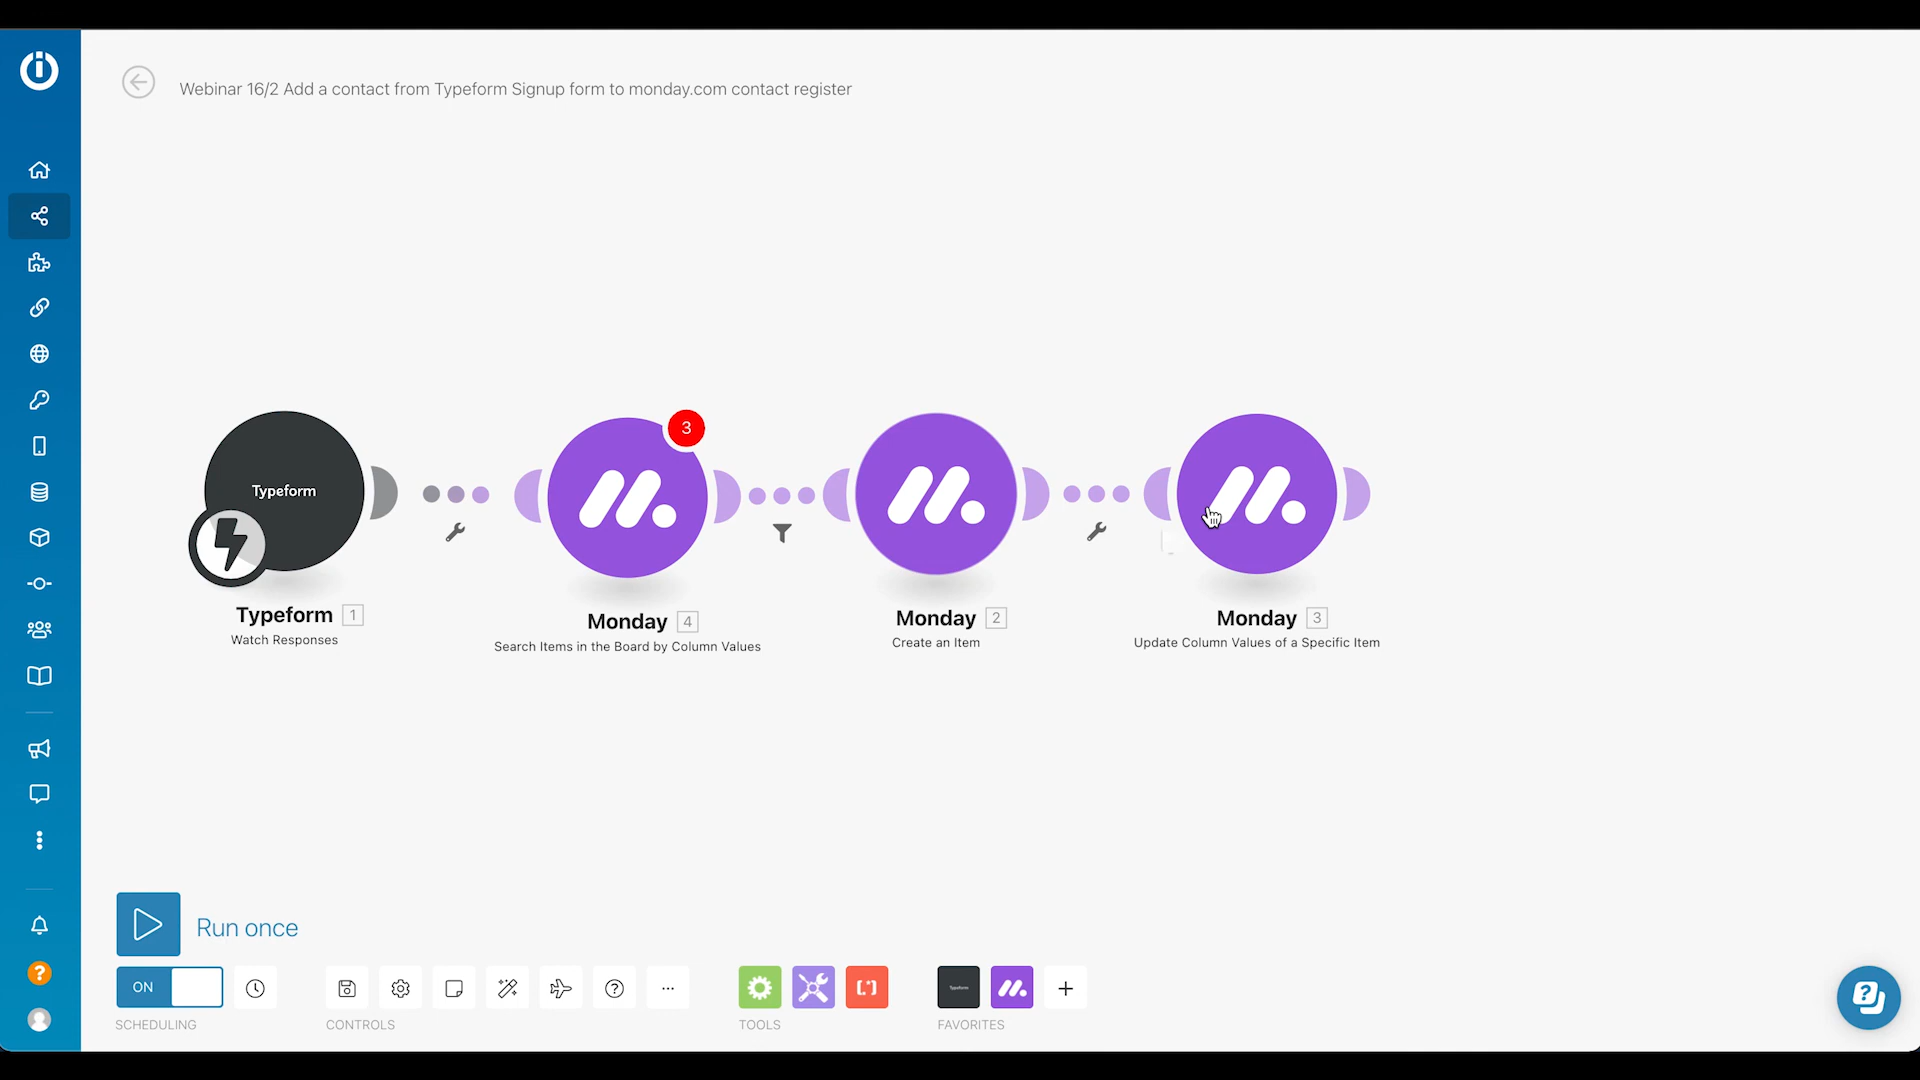 Webinar 16/2 Add a contact from Typeform Signup form to monday.com contact register
3
Typeform
Typeform 1
Watch Responses
Monday 4
Search Items in the Board by Column Values
Monday 2
Create an Item
Monday 3
Update Column Values of a Specific Item
Run once
ON
SCHEDULING
CONTROLS
TOOLS
Typeform
FAVORITES